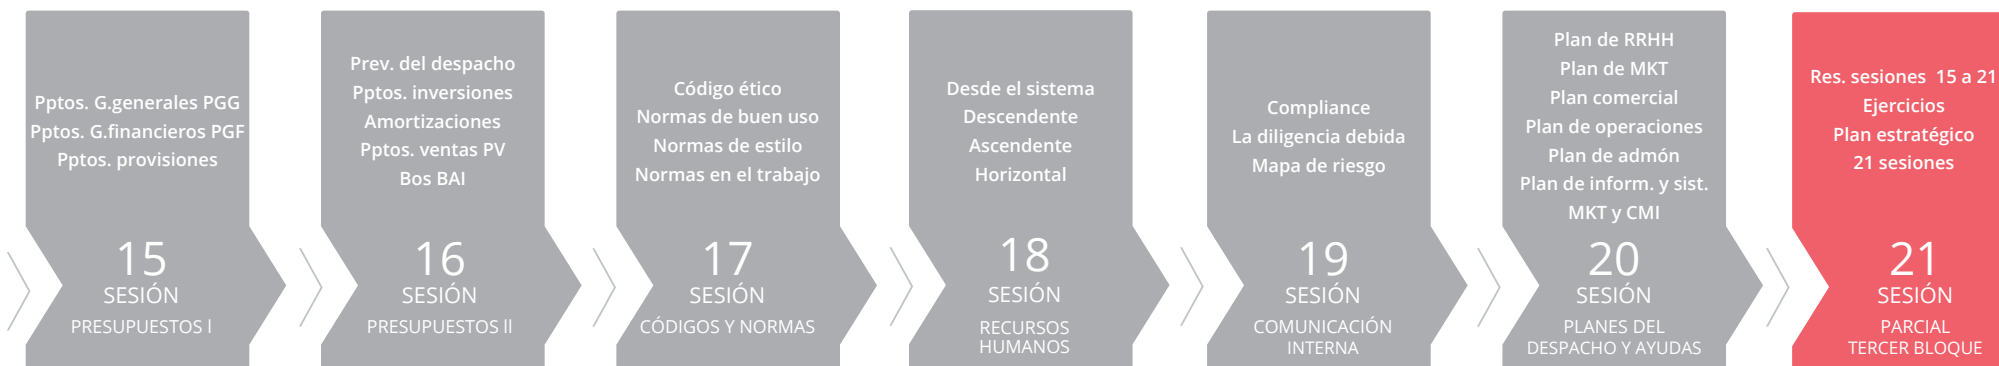 Pptos. G.generales PGG
Pptos. G.financieros PGF
Pptos. provisiones
15
SESIÓN
PRESUPUESTOS I
Prev. del despacho
Pptos. inversiones
Amortizaciones
Pptos. ventas PV
Bos BAI
16
SESIÓN
PRESUPUESTOS II
Código ético
Normas de buen uso
Normas de estilo
Normas en el trabajo
17
SESIÓN
CÓDIGOS Y NORMAS
Desde el sistema
Descendente
Ascendente
Horizontal
18
SESIÓN
RECURSOS
HUMANOS
Compliance
La diligencia debida
Mapa de riesgo
19
SESIÓN
COMUNICACIÓN
INTERNA
Plan de RRHH
Plan de MKT
Plan comercial
Plan de operaciones
Plan de admón
Plan de inform. y sist.
MKT y CMI
20
SESIÓN
PLANES DEL
DESPACHO Y AYUDAS
Res. sesiones 15 a 21
Ejercicios
Plan estratégico
21 sesiones
21
SESIÓN
PARCIAL
TERCER BLOQUE